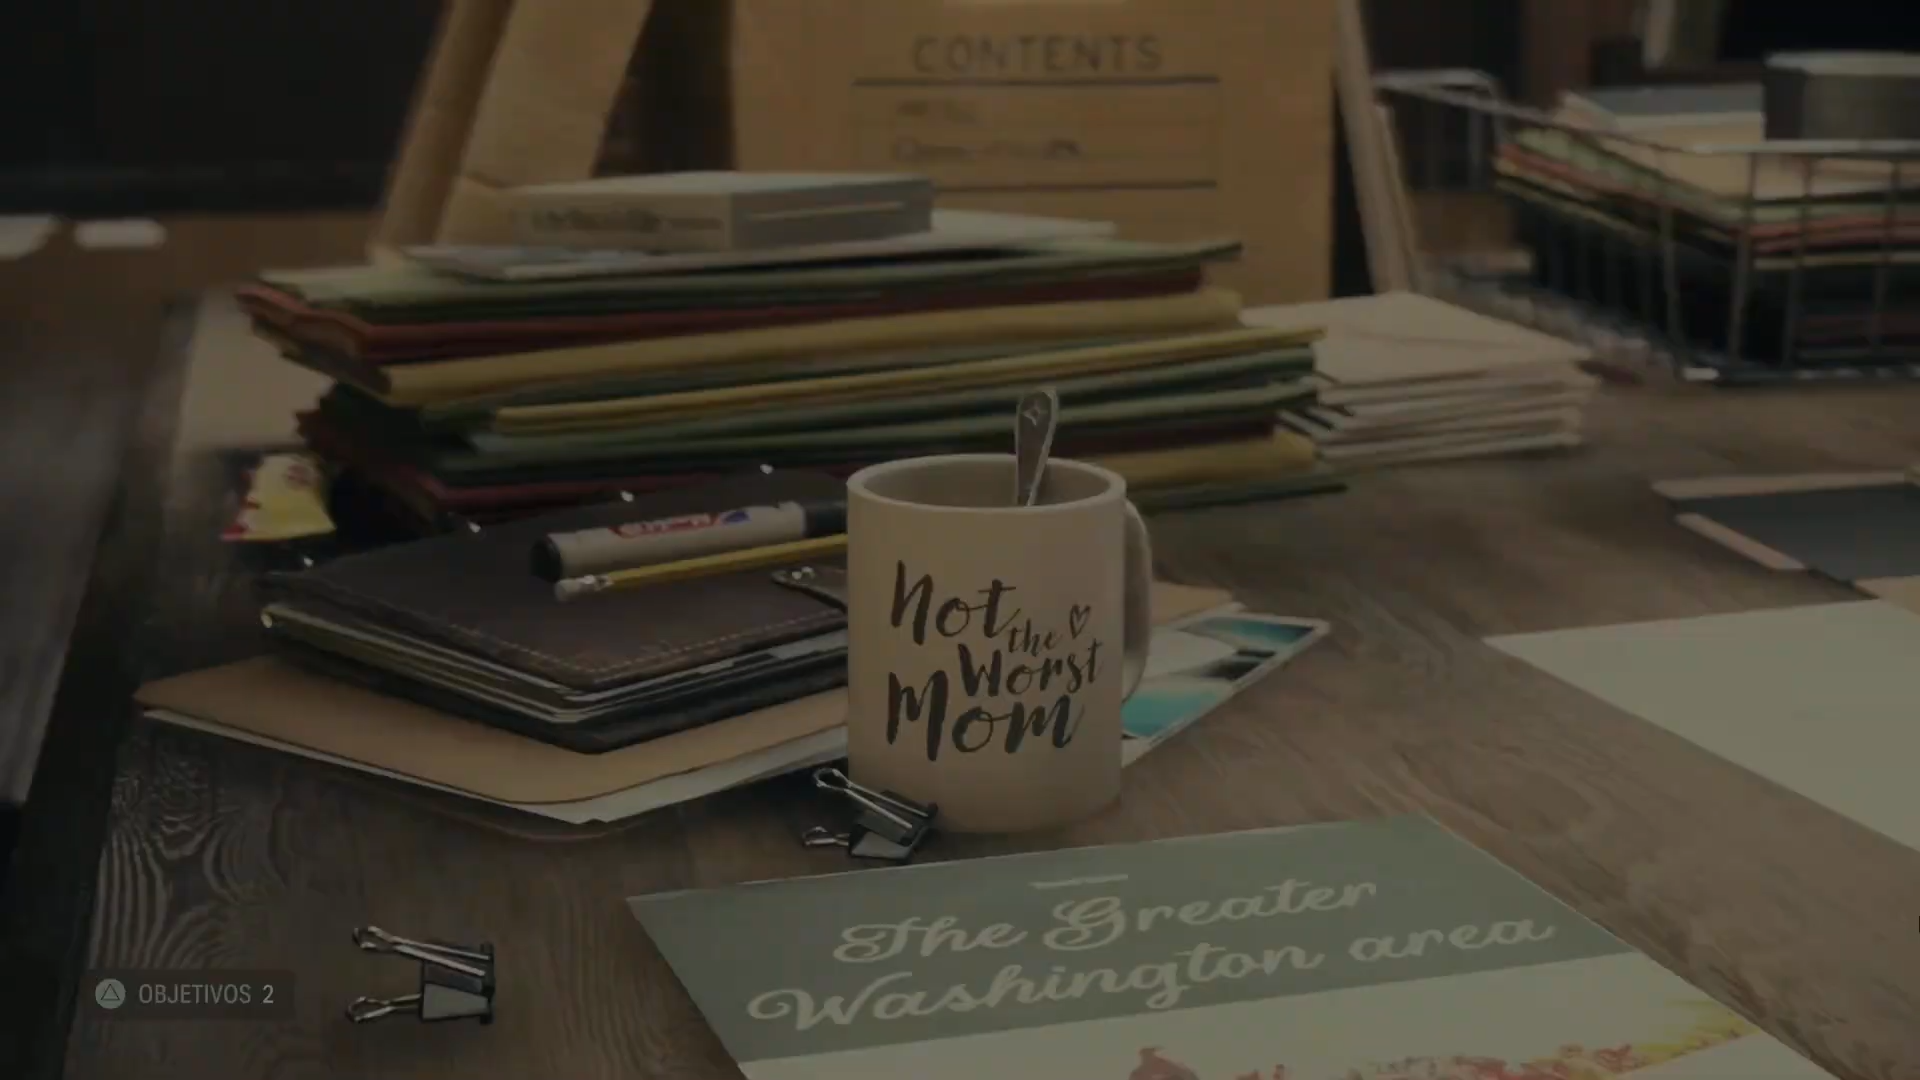 CONTENTS
Not
the
Worst
Mom
The Greater
Washington area
OBJETIVOS 2